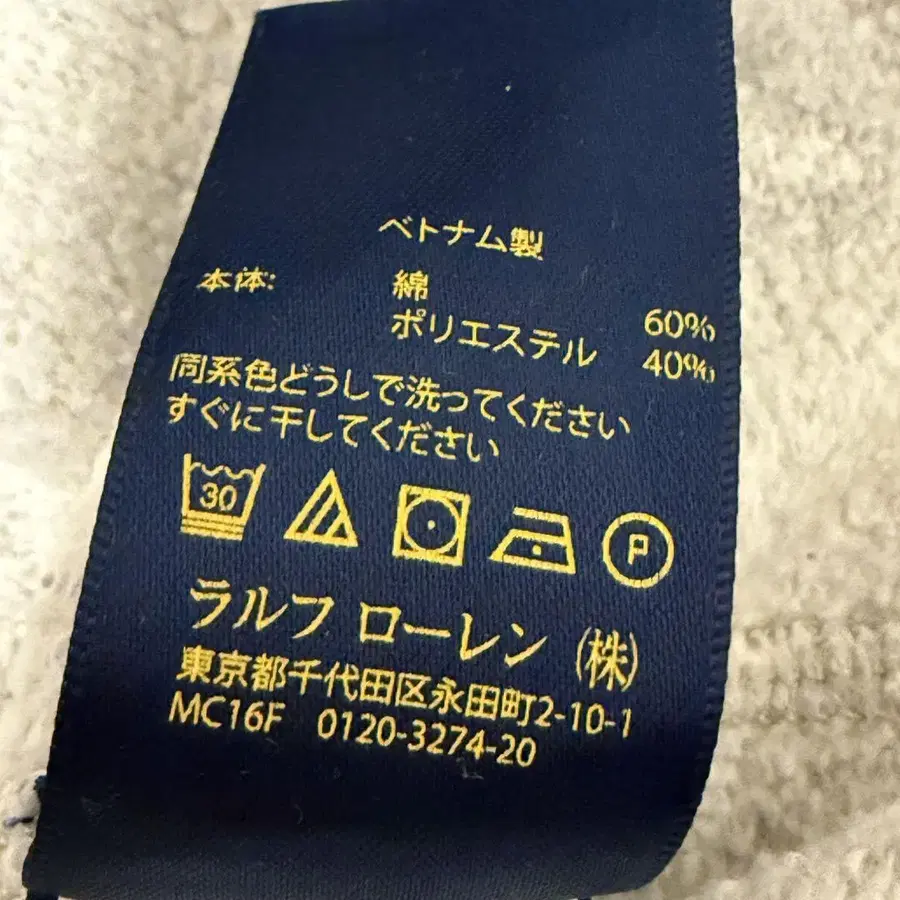 ベトナム製
本体: 綿 60%
ポリエステル 40%
同系色どうしで洗ってください
すぐに干してください
30 P
ラルフ ローレン (株)
東京都千代田区永田町2-10-1
MC16F 0120-3274-20